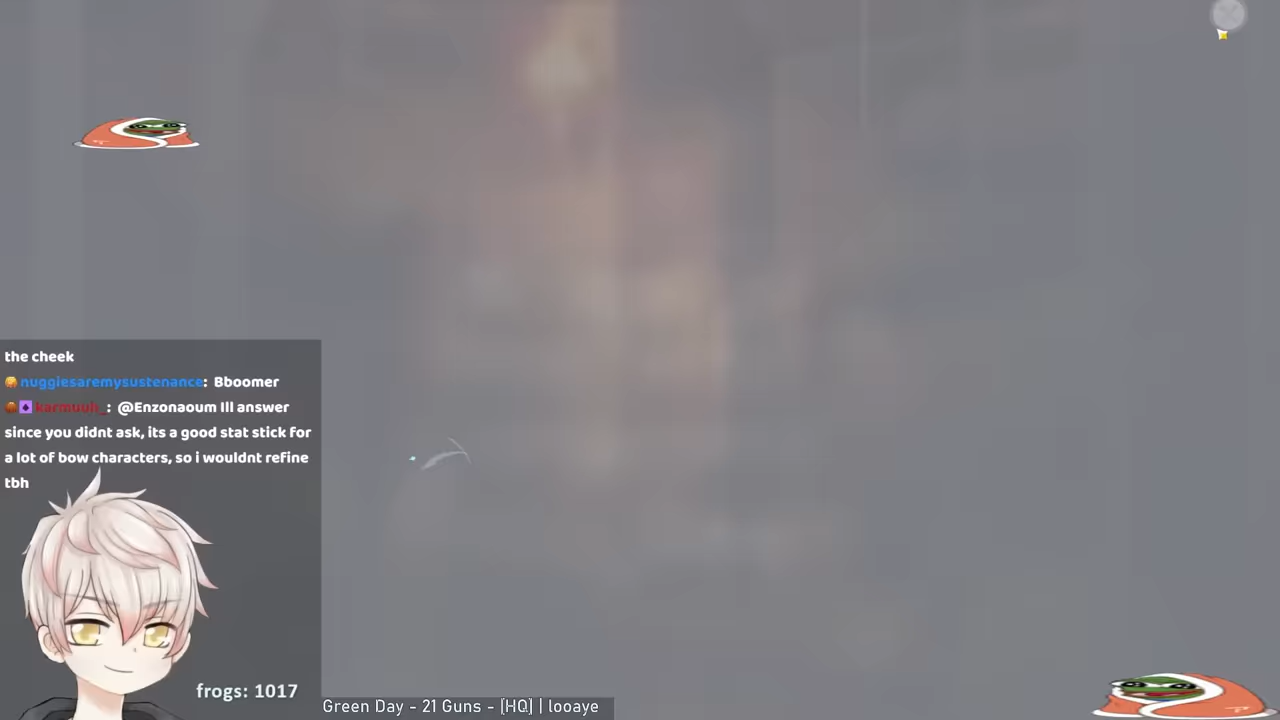 the cheek
nuggiesaremysustenance: Bboomer
karmuuh_: @Enzonaoum Ill answer
since you didnt ask, its a good stat stick for
a lot of bow characters, so i wouldnt refine
tbh
frogs: 1017
Green Day - 21 Guns - [HQ] | looaye